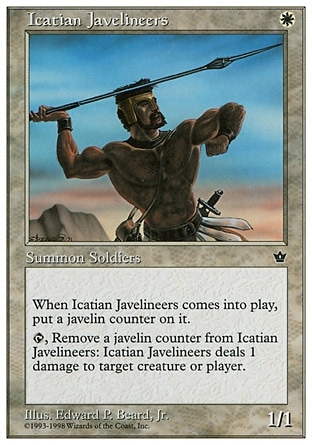 Icatian Javelineers
Summon Soldiers
When Icatian Javelineers comes into play,
put a javelin counter on it.
, Remove a javelin counter from Icatian
Javelineers: Icatian Javelineers deals 1
damage to target creature or player.
Illus. Edward P. Beard, Jr.
©1993-1998 Wizards of the Coast, Inc.
1/1